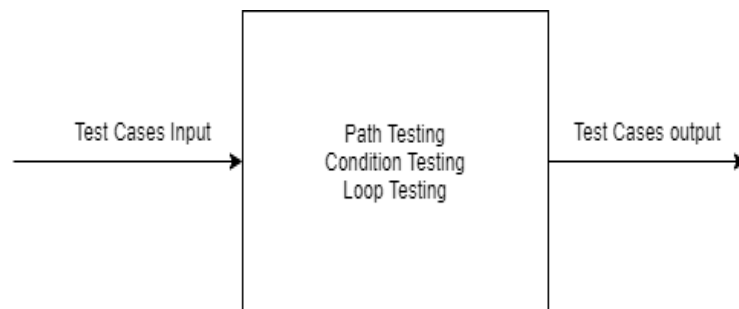 Test Cases Input
Path Testing
Condition Testing
Loop Testing
Test Cases output